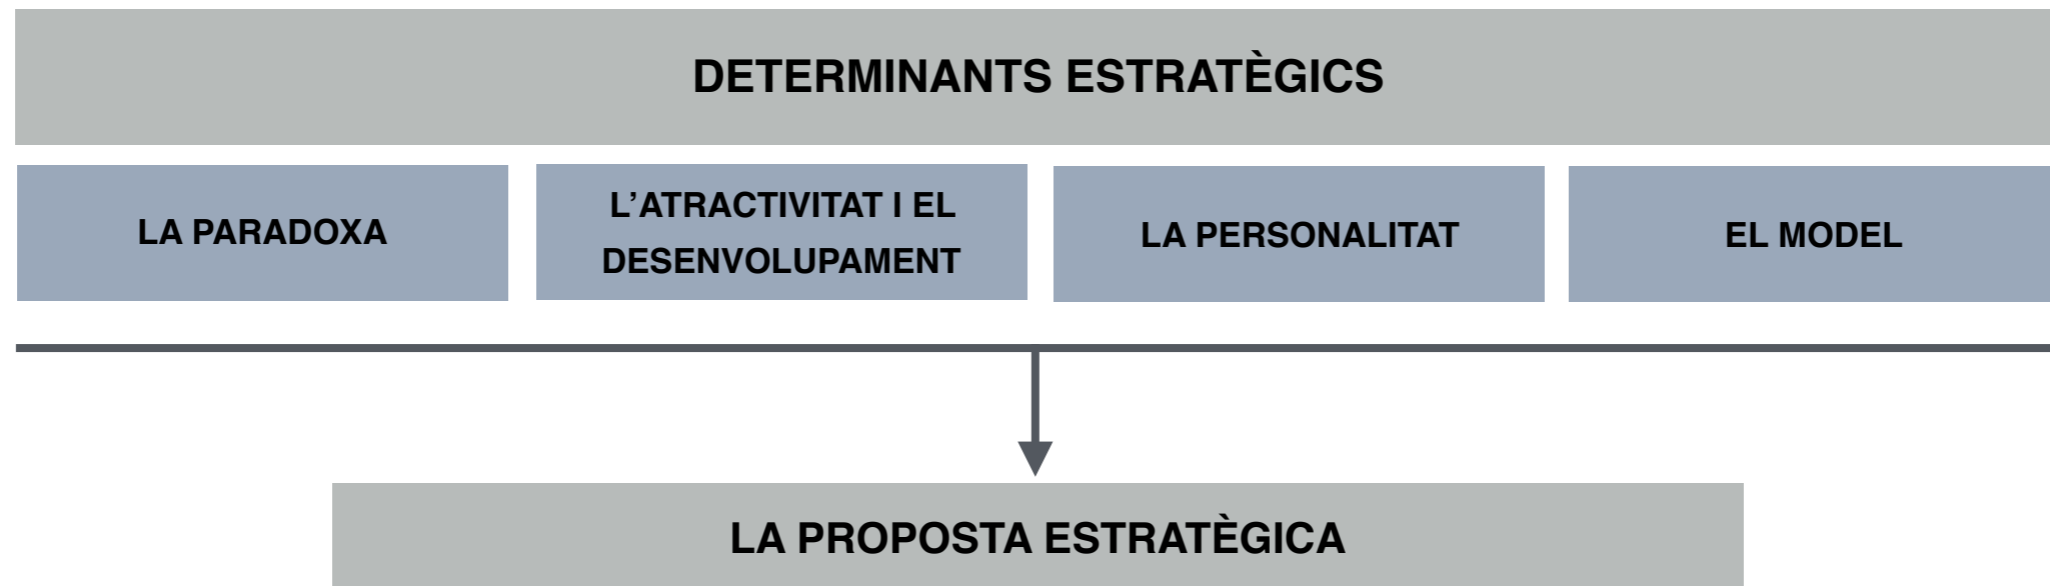 DETERMINANTS ESTRATÈGICS
LA PARADOXA
L’ATRACTIVITAT I EL
DESENVOLUPAMENT
LA PERSONALITAT
EL MODEL
LA PROPOSTA ESTRATÈGICA